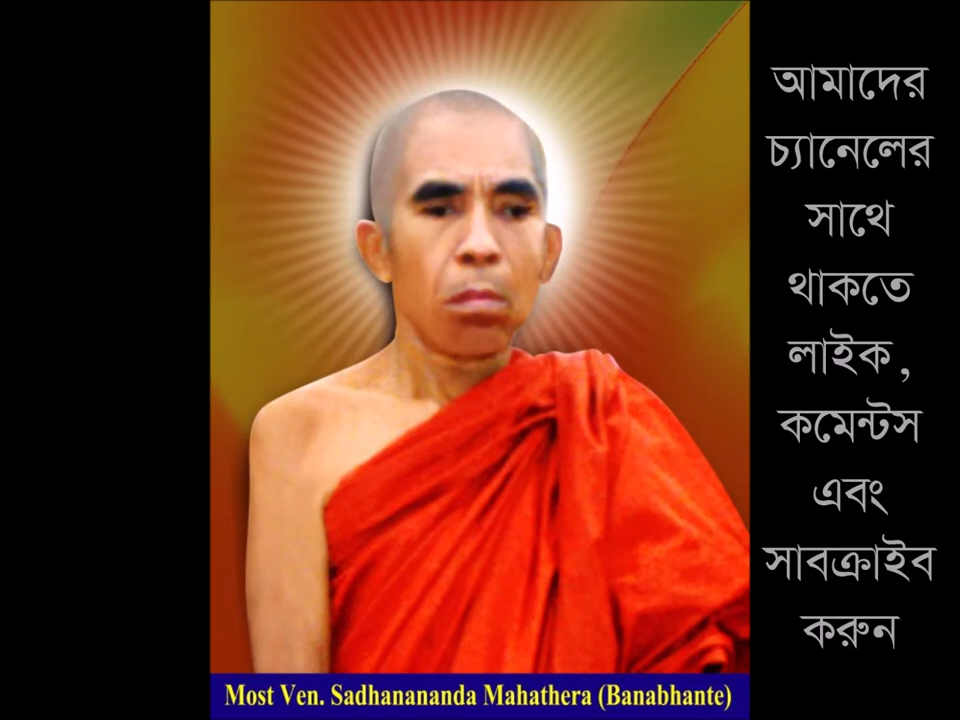 আমাদের
চ্যানেলের
সাথে
থাকতে
লাইক,
কমেন্টস
এবং
সাবক্রাইব
করুন
Most Ven. Sadhanananda Mahathera (Banabhante)